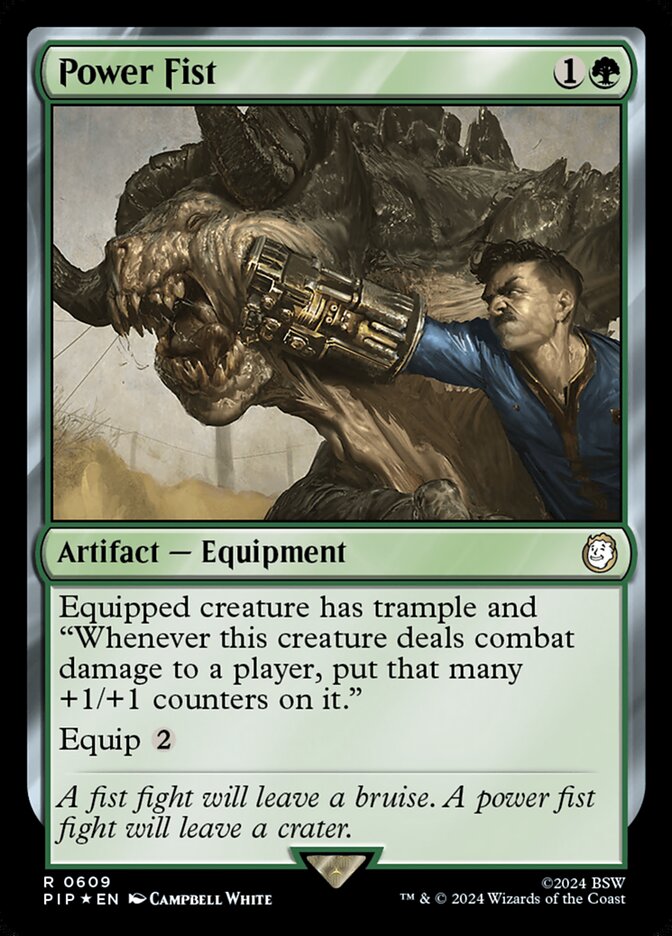 Power Fist 1
Artifact — Equipment
Equipped creature has trample and
“Whenever this creature deals combat
damage to a player, put that many
+1/+1 counters on it.”
Equip 2
A fist fight will leave a bruise. A power fist
fight will leave a crater.
R 0609
©2024 BSW
PIP★EN Campbell White
™ & © 2024 Wizards of the Coast